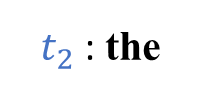 t₂ : the